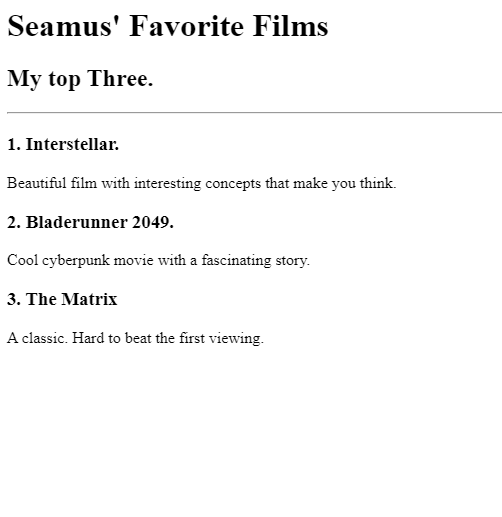 Seamus' Favorite Films
My top Three.
1. Interstellar.
Beautiful film with interesting concepts that make you think.
2. Bladerunner 2049.
Cool cyberpunk movie with a fascinating story.
3. The Matrix
A classic. Hard to beat the first viewing.